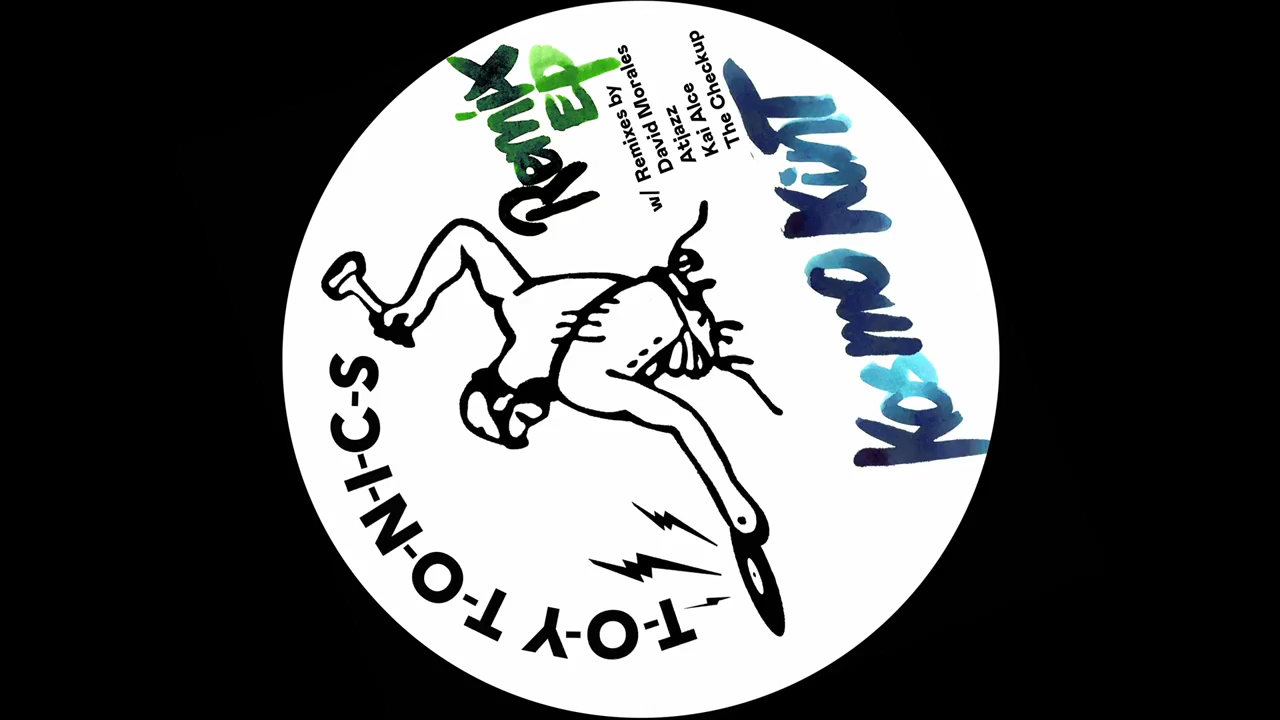 Kosmo Kint
Remix
EP
w/ Remixes by
David Morales
Atjazz
Kai Alce
The Checkup
T-O-Y-T-O-N-I-C-S